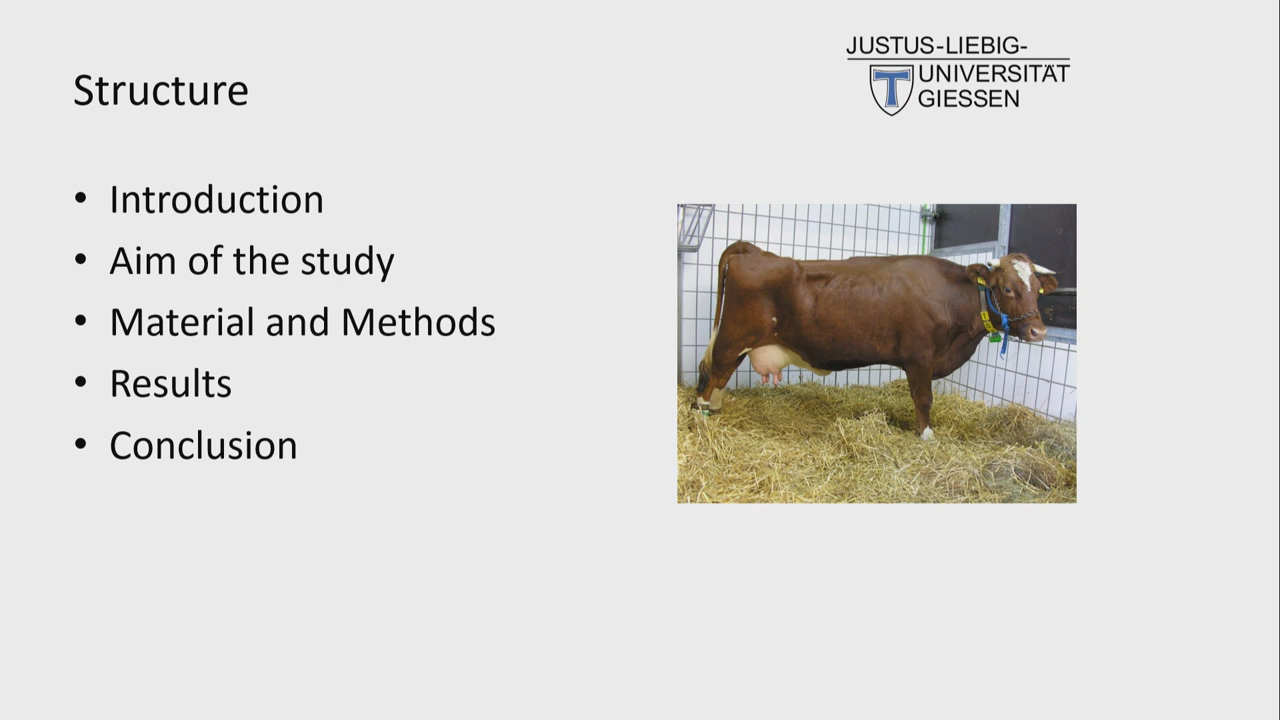 JUSTUS-LIEBIG-
UNIVERSITÄT
GIESSEN
Structure
• Introduction
• Aim of the study
• Material and Methods
• Results
• Conclusion